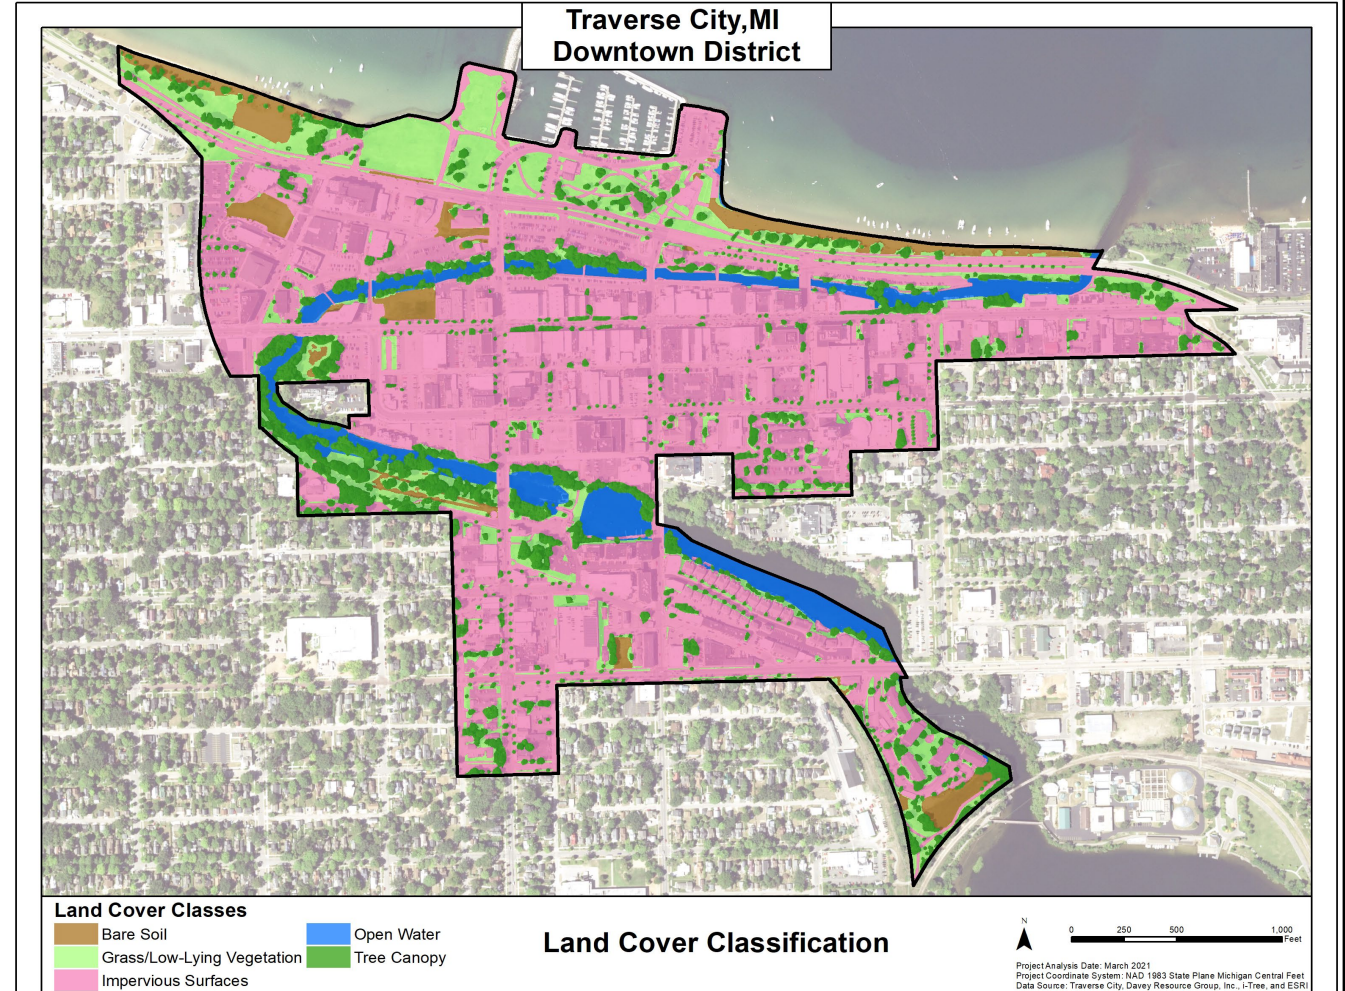 Traverse City,MI
Downtown District
Land Cover Classes
Bare Soil
Open Water
Grass/Low-Lying Vegetation
Tree Canopy
Impervious Surfaces
Land Cover Classification
N
0 250 500 1,000
Feet
Project Analysis Date: March 2021
Project Coordinate System: NAD 1983 State Plane Michigan Central Feet
Data Source: Traverse City, Davey Resource Group, Inc., i-Tree, and ESRI